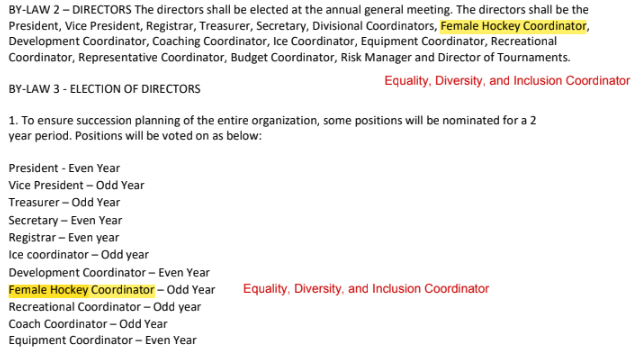 BY-LAW 2 – DIRECTORS The directors shall be elected at the annual general meeting. The directors shall be the
President, Vice President, Registrar, Treasurer, Secretary, Divisional Coordinators, Female Hockey Coordinator,
Development Coordinator, Coaching Coordinator, Ice Coordinator, Equipment Coordinator, Recreational
Coordinator, Representative Coordinator, Budget Coordinator, Risk Manager and Director of Tournaments.
Equality, Diversity, and Inclusion Coordinator
BY-LAW 3 - ELECTION OF DIRECTORS
1. To ensure succession planning of the entire organization, some positions will be nominated for a 2
year period. Positions will be voted on as below:
President - Even Year
Vice President – Odd Year
Treasurer – Odd Year
Secretary – Even Year
Registrar – Even year
Ice coordinator – Odd year
Development Coordinator – Even Year
Female Hockey Coordinator – Odd Year Equality, Diversity, and Inclusion Coordinator
Recreational Coordinator – Odd year
Coach Coordinator – Odd Year
Equipment Coordinator – Even Year